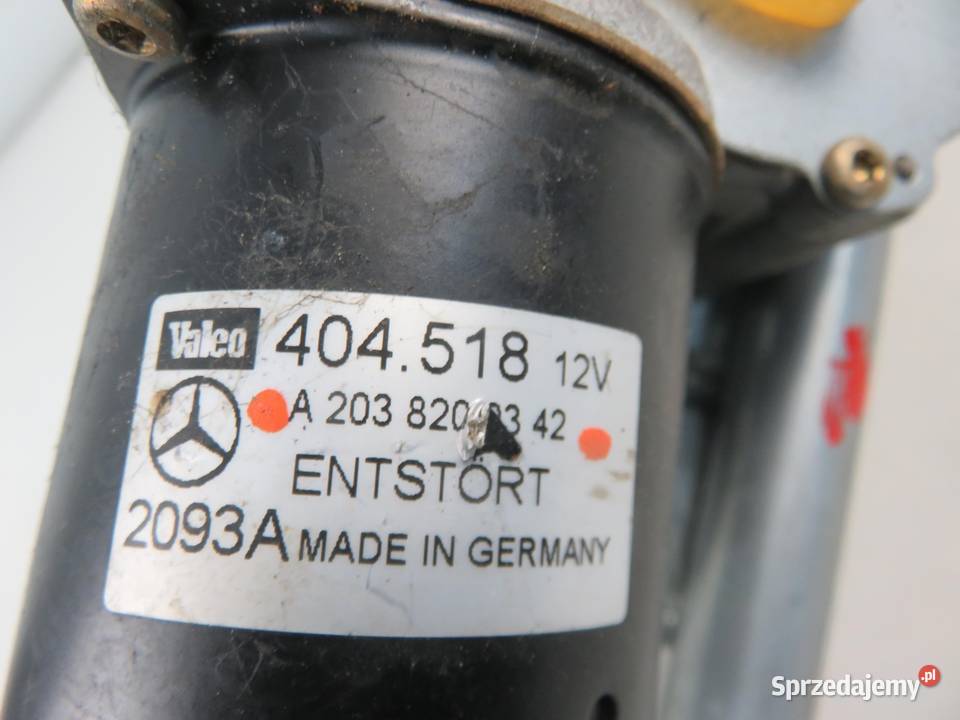 Valeo 404.518 12V
A 203 820 42
ENTSTÖRT
2093A MADE IN GERMANY
Sprzedajemy.pl